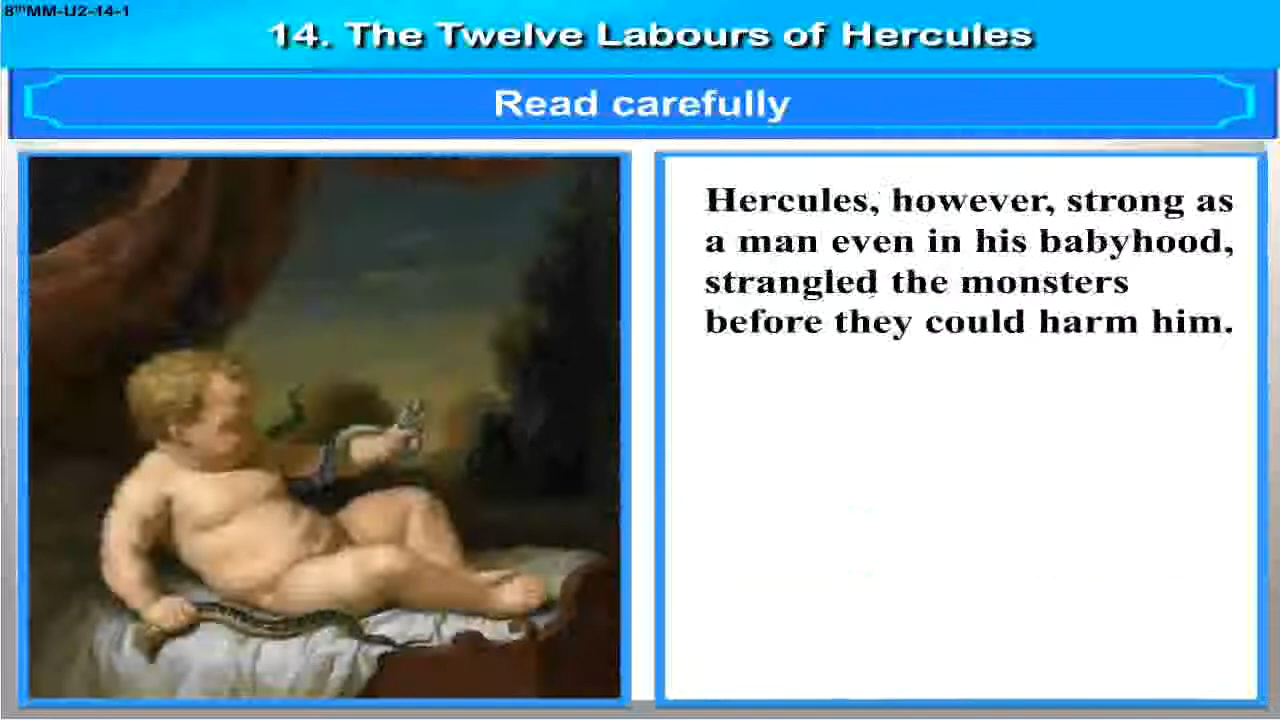 8thMM-U2-14-1
14. The Twelve Labours of Hercules
Read carefully
Hercules, however, strong as
a man even in his babyhood,
strangled the monsters
before they could harm him.